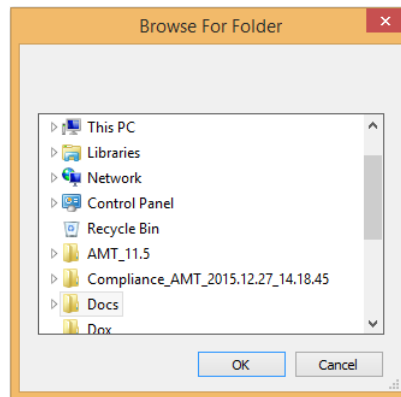 Browse For Folder
This PC
Libraries
Network
Control Panel
Recycle Bin
AMT_11.5
Compliance_AMT_2015.12.27_14.18.45
Docs
Dox
OK
Cancel